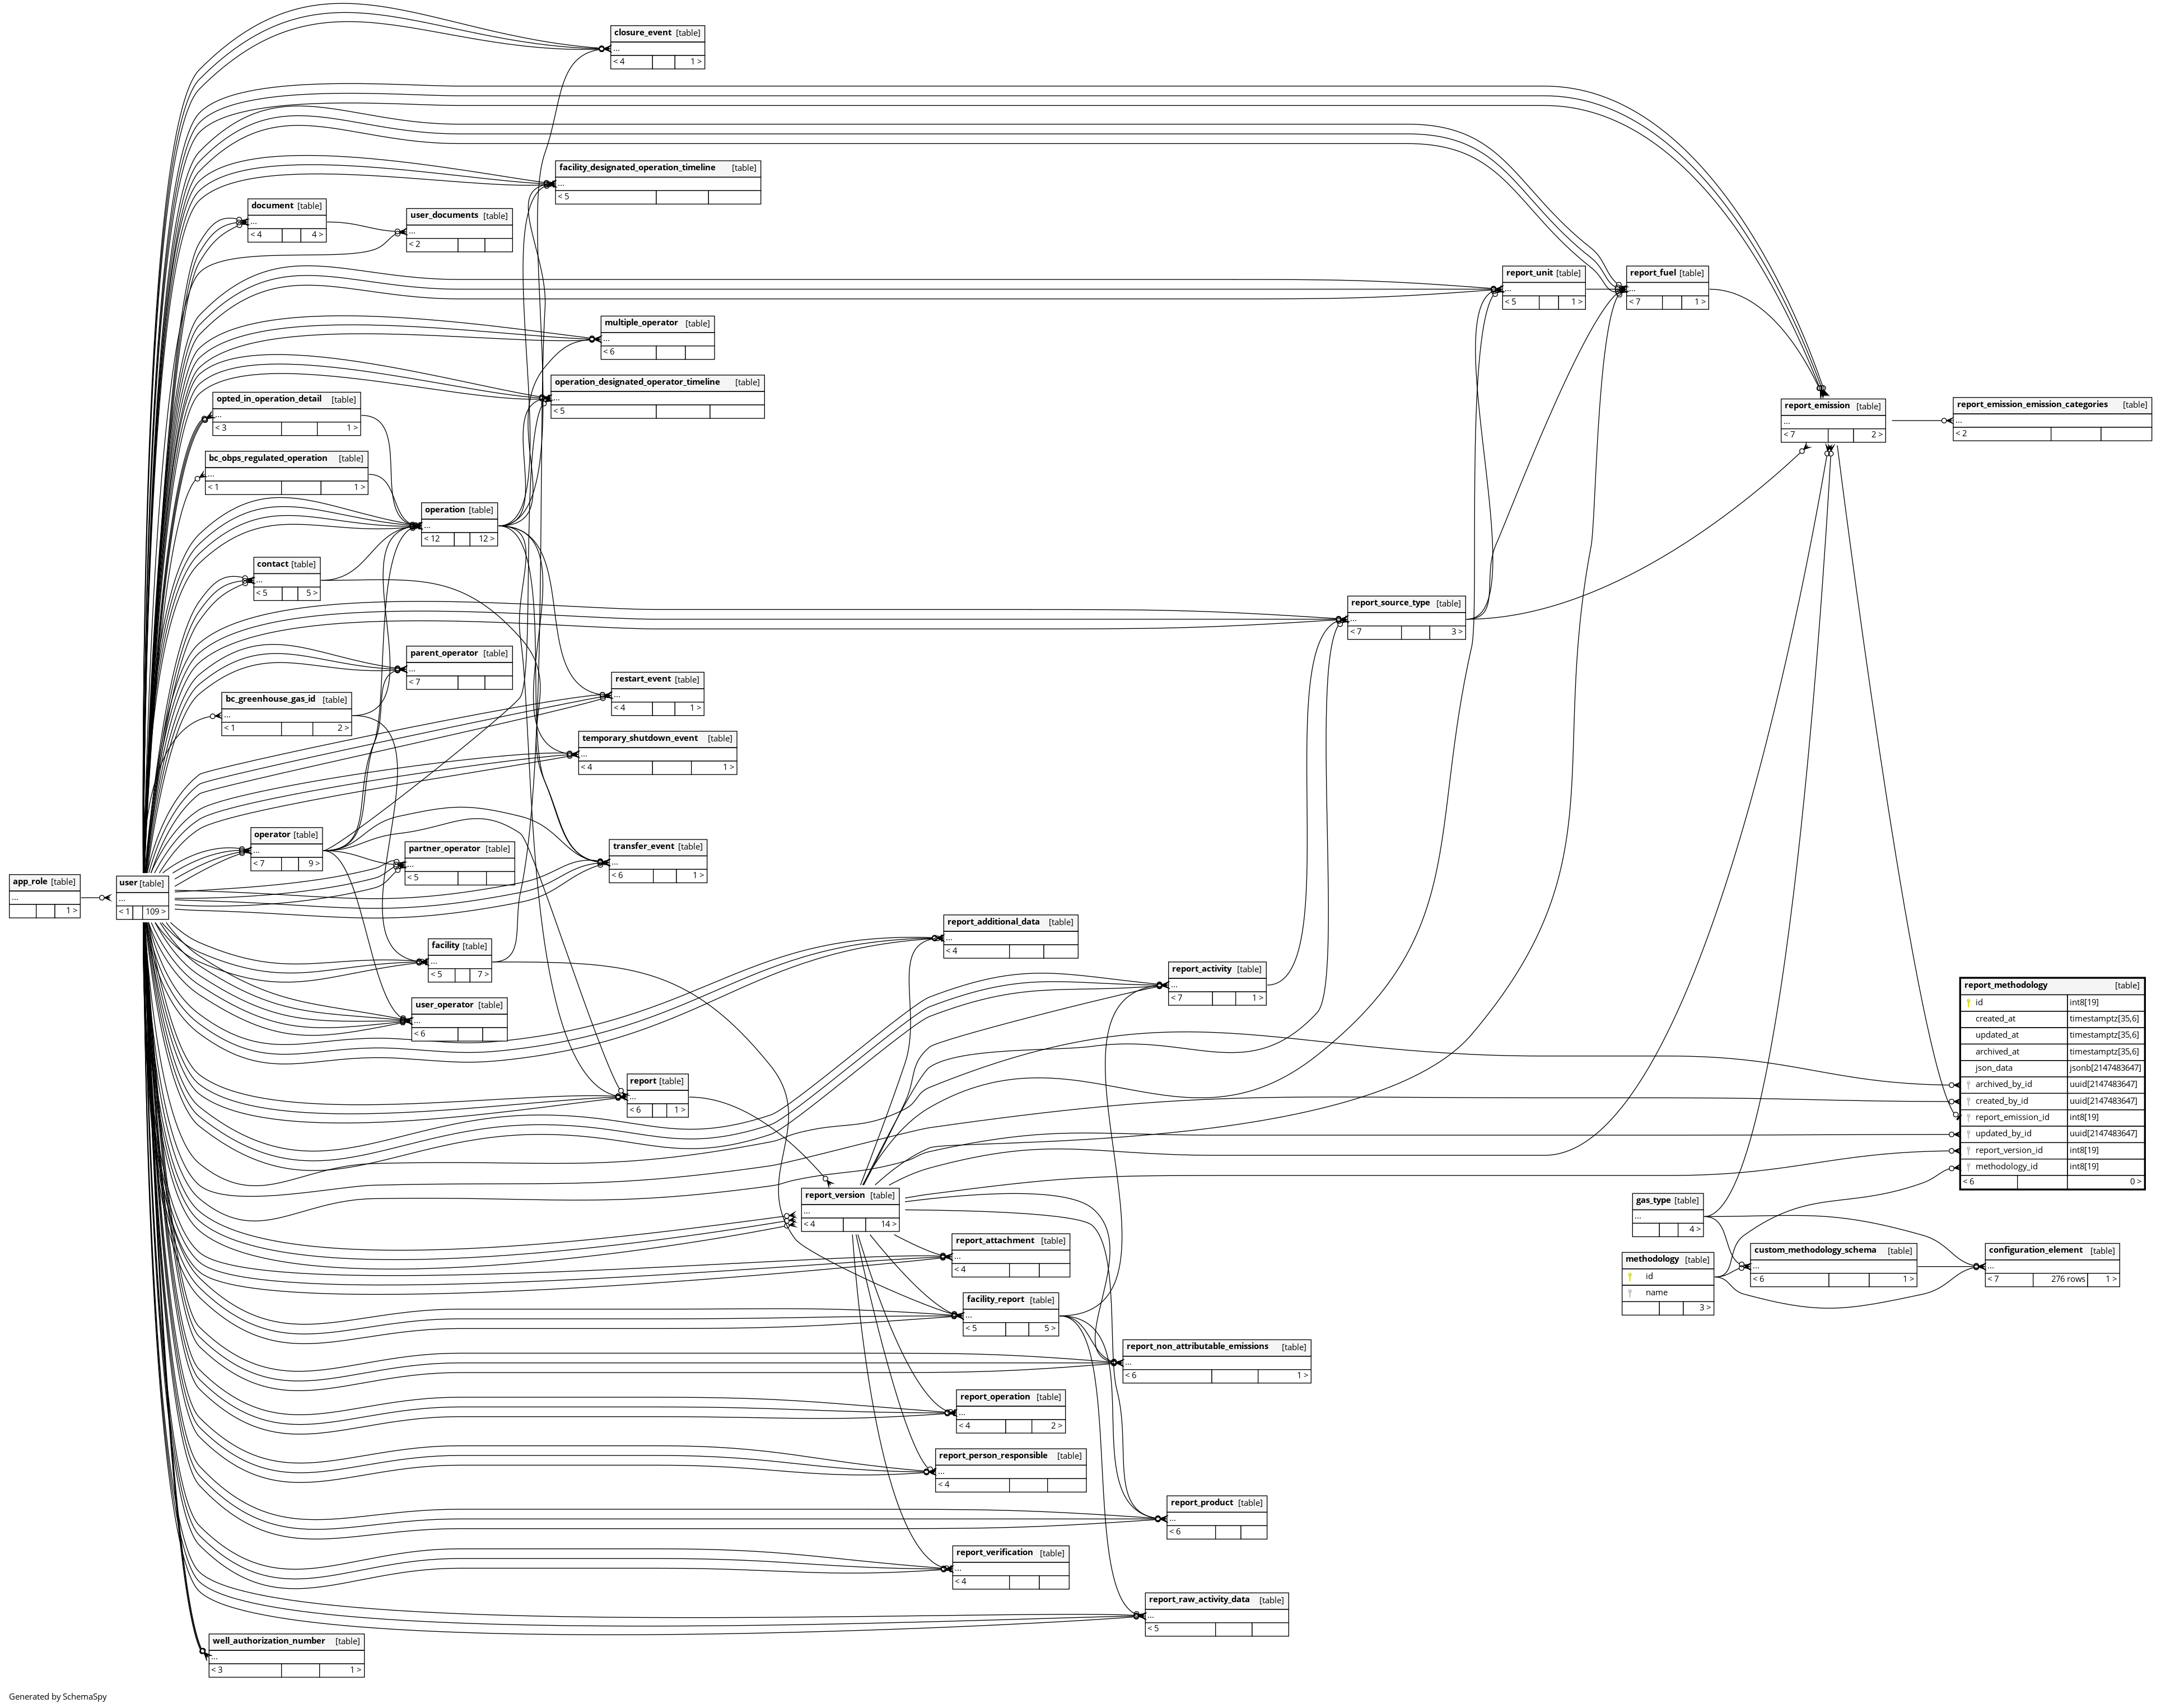 closure_event [table]
...
< 4 1 >
facility_designated_operation_timeline [table]
...
< 5
document [table]
...
< 4 4 >
user_documents [table]
...
< 2
report_unit [table]
...
< 5 1 >
report_fuel [table]
...
< 7 1 >
multiple_operator [table]
...
< 6
operation_designated_operator_timeline [table]
...
< 5
opted_in_operation_detail [table]
...
< 3 1 >
report_emission [table]
...
< 7 2 >
report_emission_emission_categories [table]
...
< 2
bc_obps_regulated_operation [table]
...
< 1 1 >
operation [table]
...
< 12 12 >
contact [table]
...
< 5 5 >
report_source_type [table]
...
< 7 3 >
parent_operator [table]
...
< 7
restart_event [table]
...
< 4 1 >
bc_greenhouse_gas_id [table]
...
< 1 2 >
temporary_shutdown_event [table]
...
< 4 1 >
operator [table]
...
< 7 9 >
partner_operator [table]
...
< 5
transfer_event [table]
...
< 6 1 >
app_role [table]
...
1 >
user [table]
...
< 1 109 >
report_additional_data [table]
...
< 4
facility [table]
...
< 5 7 >
report_activity [table]
...
< 7 1 >
user_operator [table]
...
< 6
report_methodology [table]
id int8[19]
created_at timestamptz[35,6]
updated_at timestamptz[35,6]
archived_at timestamptz[35,6]
json_data jsonb[2147483647]
archived_by_id uuid[2147483647]
created_by_id uuid[2147483647]
report_emission_id int8[19]
updated_by_id uuid[2147483647]
report_version_id int8[19]
methodology_id int8[19]
< 6 0 >
report [table]
...
< 6 1 >
report_version [table]
...
< 4 14 >
gas_type [table]
...
4 >
report_attachment [table]
...
< 4
methodology [table]
id
name
3 >
custom_methodology_schema [table]
...
< 6 1 >
configuration_element [table]
...
< 7 276 rows 1 >
facility_report [table]
...
< 5 5 >
report_non_attributable_emissions [table]
...
< 6 1 >
report_operation [table]
...
< 4 2 >
report_person_responsible [table]
...
< 4
report_product [table]
...
< 6
report_verification [table]
...
< 4
report_raw_activity_data [table]
...
< 5
well_authorization_number [table]
...
< 3 1 >
Generated by SchemaSpy